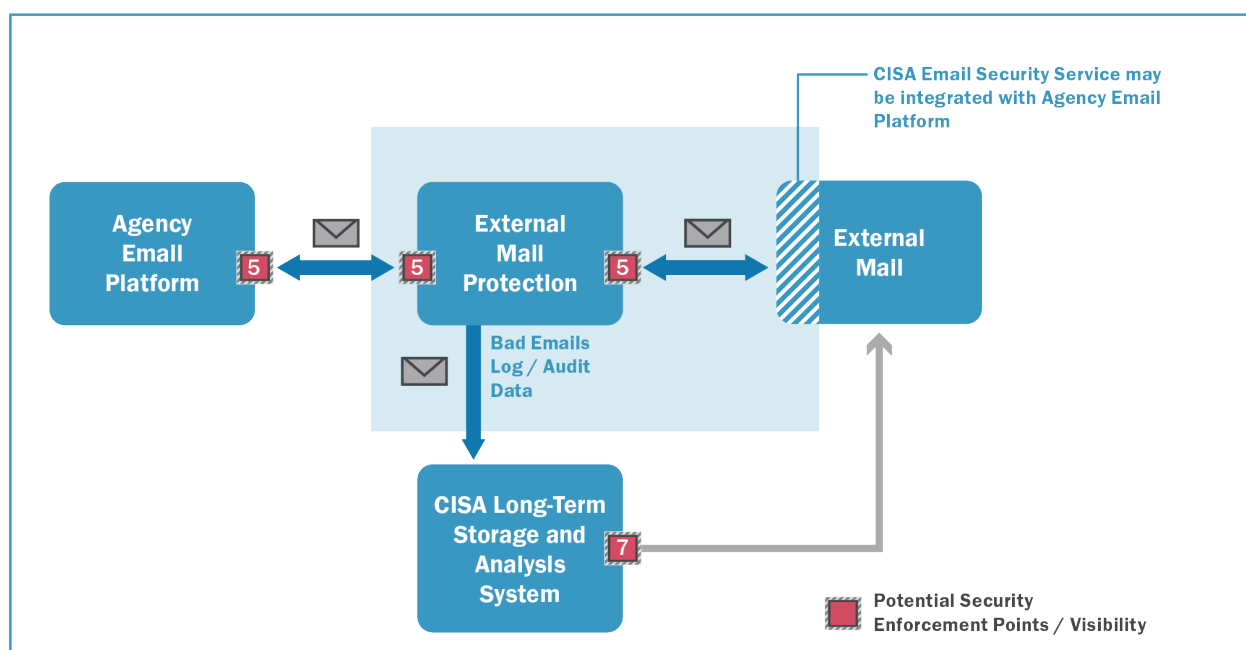 CISA Email Security Service may
be integrated with Agency Email
Platform
Agency
Email
Platform
5
5
External
Mall
Protection
5
External
Mall
Bad Emails
Log / Audit
Data
CISA Long-Term
Storage and
Analysis
System
7
Potential Security
Enforcement Points / Visibility